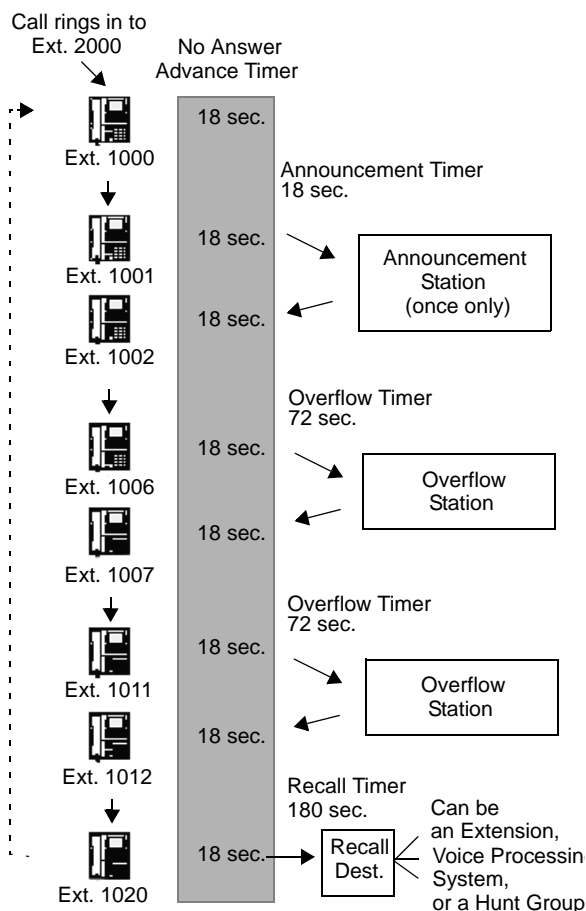 Call rings in to
Ext. 2000
No Answer
Advance Timer
18 sec.
Ext. 1000
Announcement Timer
18 sec.
18 sec.
Ext. 1001
Announcement
Station
(once only)
18 sec.
Ext. 1002
Overflow Timer
72 sec.
18 sec.
Ext. 1006
Overflow
Station
18 sec.
Ext. 1007
Overflow Timer
72 sec.
18 sec.
Ext. 1011
Overflow
Station
18 sec.
Ext. 1012
Recall Timer
180 sec.
18 sec.
Ext. 1020
Recall
Dest.
Can be
an Extension,
Voice Processin
System,
or a Hunt Group